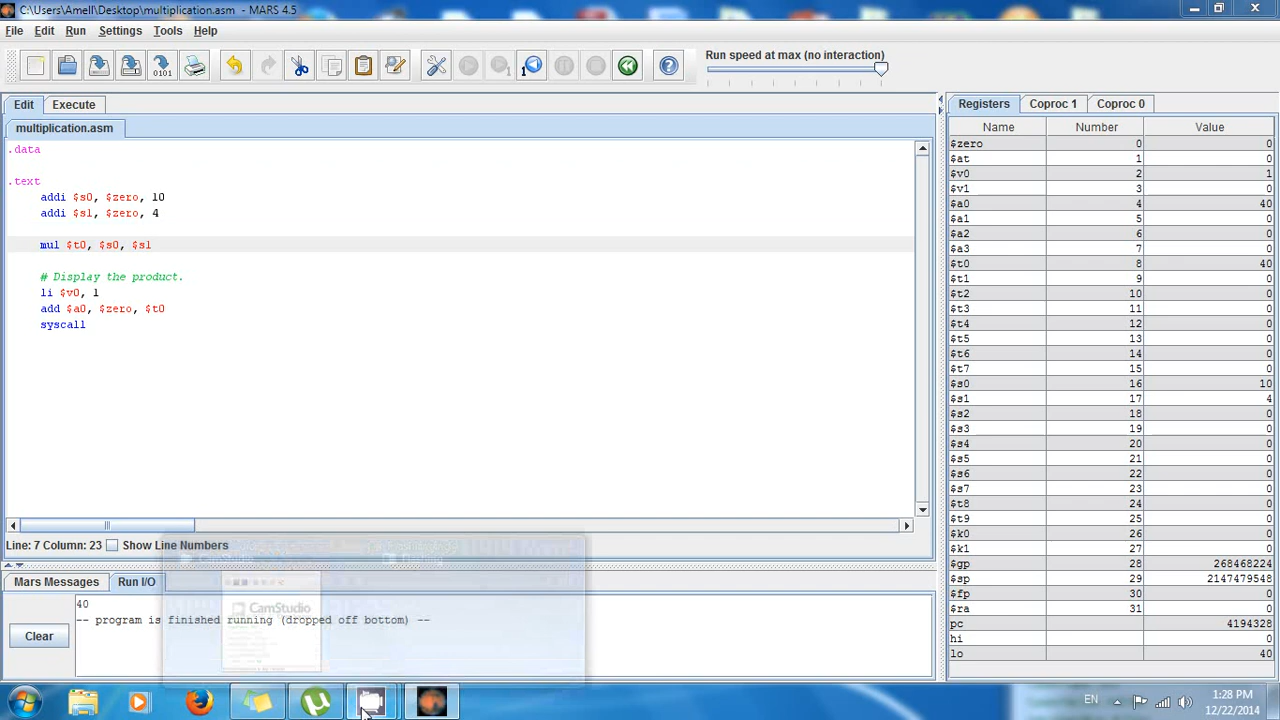 C:\Users\Amell\Desktop\multiplication.asm - MARS 4.5
File Edit Run Settings Tools Help
Run speed at max (no interaction)
Edit Execute
multiplication.asm
.data
.text
addi $s0, $zero, 10
addi $s1, $zero, 4
mul $t0, $s0, $s1
# Display the product.
li $v0, 1
add $a0, $zero, $t0
syscall
Line: 7 Column: 23 Show Line Numbers
Mars Messages Run I/O
40
-- program is finished running (dropped off bottom) --
Clear
CamStudio
Registers Coproc 1 Coproc 0
Name Number Value
$zero 0 0
$at 1 0
$v0 2 1
$v1 3 0
$a0 4 40
$a1 5 0
$a2 6 0
$a3 7 0
$t0 8 40
$t1 9 0
$t2 10 0
$t3 11 0
$t4 12 0
$t5 13 0
$t6 14 0
$t7 15 0
$s0 16 10
$s1 17 4
$s2 18 0
$s3 19 0
$s4 20 0
$s5 21 0
$s6 22 0
$s7 23 0
$t8 24 0
$t9 25 0
$k0 26 0
$k1 27 0
$gp 28 268468224
$sp 29 2147479548
$fp 30 0
$ra 31 0
pc 4194328
hi 0
lo 40
EN
1:28 PM
12/22/2014